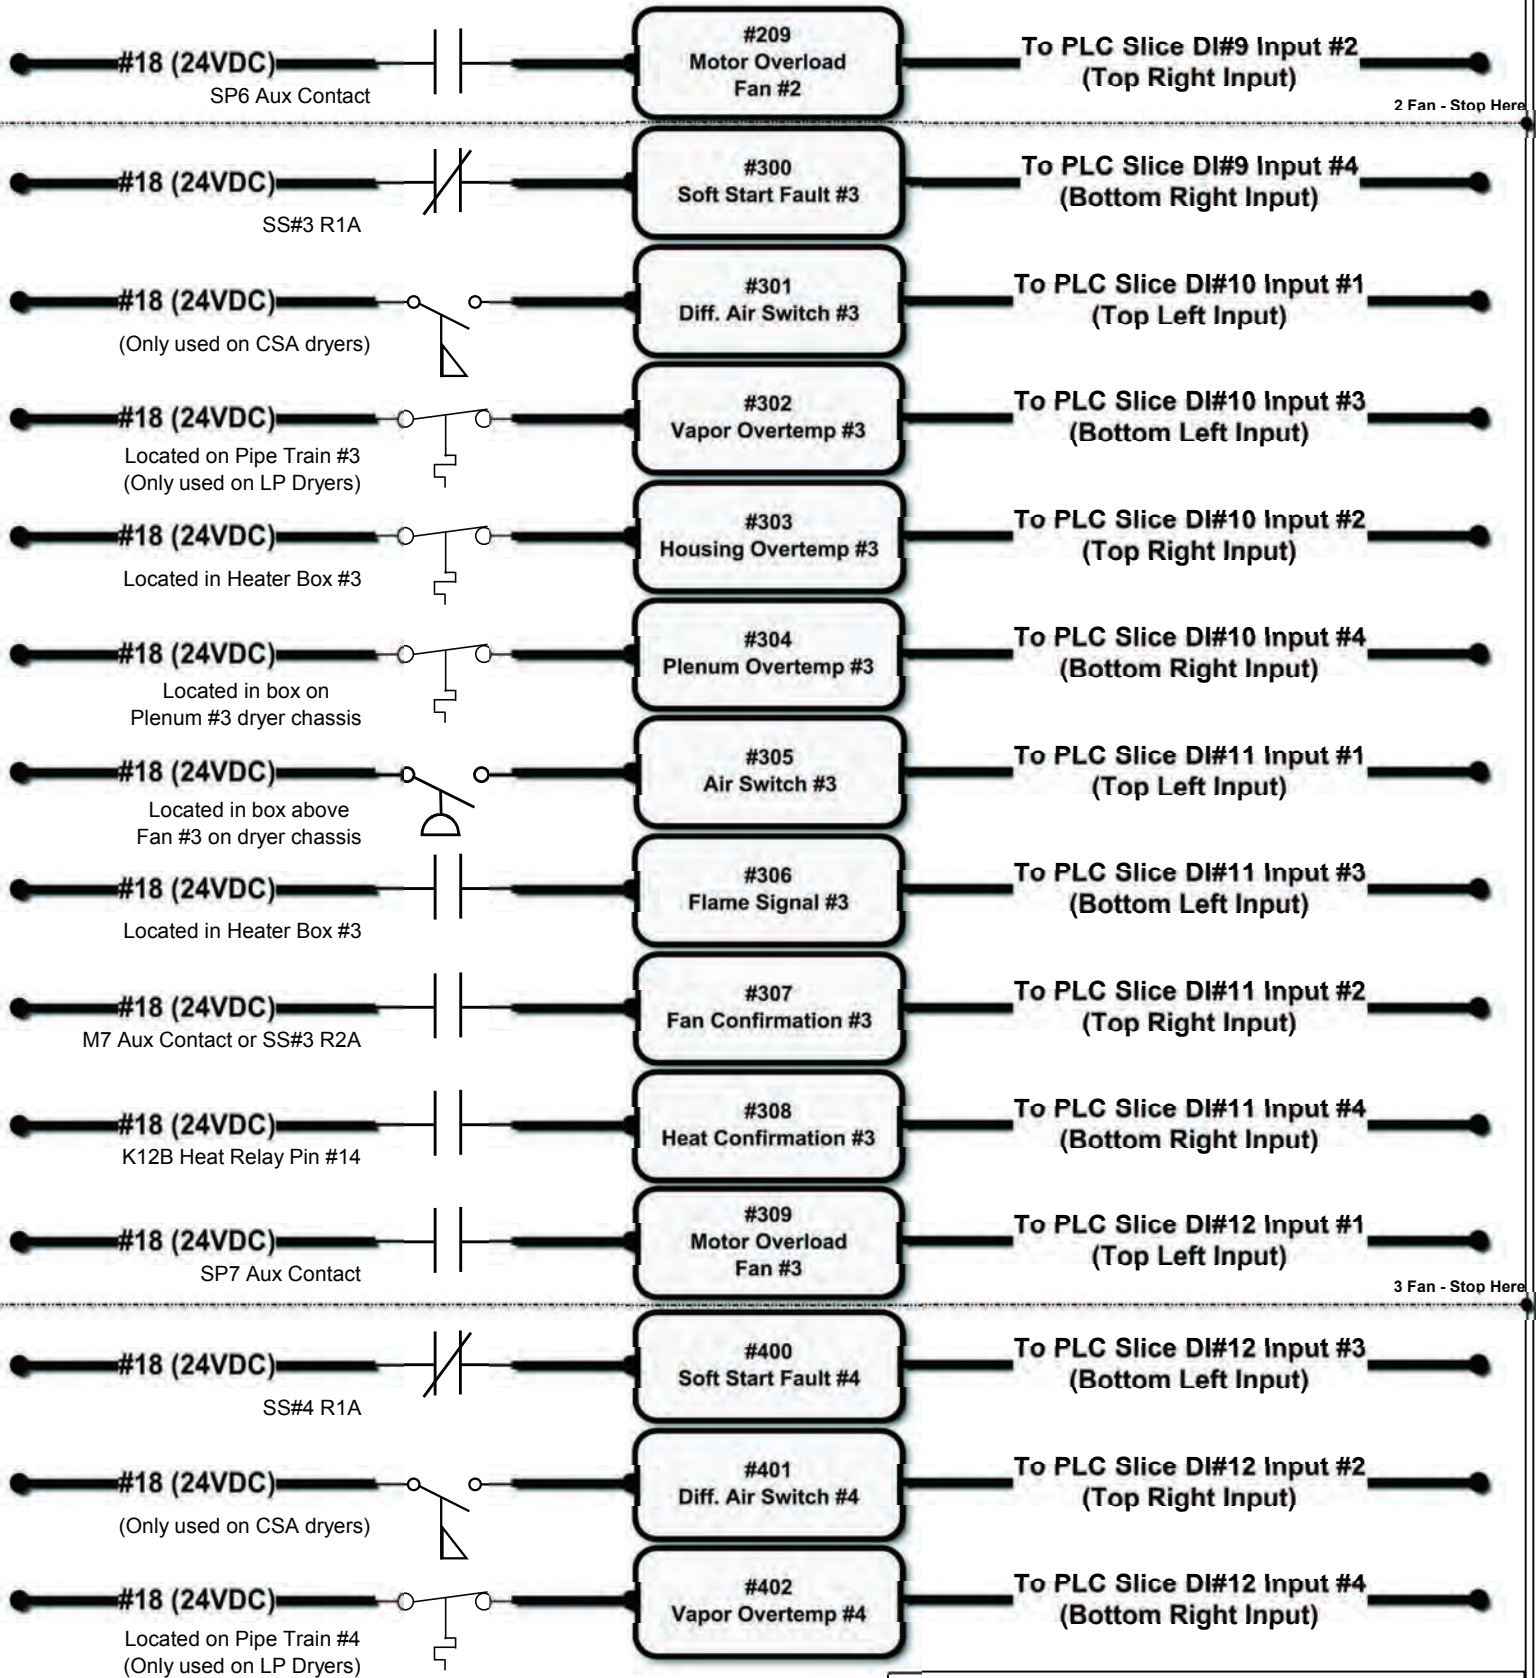 #18 (24VDC)
SP6 Aux Contact
#209
Motor Overload
Fan #2
To PLC Slice DI#9 Input #2
(Top Right Input)
2 Fan - Stop Here
#18 (24VDC)
SS#3 R1A
#300
Soft Start Fault #3
To PLC Slice DI#9 Input #4
(Bottom Right Input)
#18 (24VDC)
(Only used on CSA dryers)
#301
Diff. Air Switch #3
To PLC Slice DI#10 Input #1
(Top Left Input)
#18 (24VDC)
Located on Pipe Train #3
(Only used on LP Dryers)
#302
Vapor Overtemp #3
To PLC Slice DI#10 Input #3
(Bottom Left Input)
#18 (24VDC)
Located in Heater Box #3
#303
Housing Overtemp #3
To PLC Slice DI#10 Input #2
(Top Right Input)
#18 (24VDC)
Located in box on
Plenum #3 dryer chassis
#304
Plenum Overtemp #3
To PLC Slice DI#10 Input #4
(Bottom Right Input)
#18 (24VDC)
Located in box above
Fan #3 on dryer chassis
#305
Air Switch #3
To PLC Slice DI#11 Input #1
(Top Left Input)
#18 (24VDC)
Located in Heater Box #3
#306
Flame Signal #3
To PLC Slice DI#11 Input #3
(Bottom Left Input)
#18 (24VDC)
M7 Aux Contact or SS#3 R2A
#307
Fan Confirmation #3
To PLC Slice DI#11 Input #2
(Top Right Input)
#18 (24VDC)
K12B Heat Relay Pin #14
#308
Heat Confirmation #3
To PLC Slice DI#11 Input #4
(Bottom Right Input)
#18 (24VDC)
SP7 Aux Contact
#309
Motor Overload
Fan #3
To PLC Slice DI#12 Input #1
(Top Left Input)
3 Fan - Stop Here
#18 (24VDC)
SS#4 R1A
#400
Soft Start Fault #4
To PLC Slice DI#12 Input #3
(Bottom Left Input)
#18 (24VDC)
(Only used on CSA dryers)
#401
Diff. Air Switch #4
To PLC Slice DI#12 Input #2
(Top Right Input)
#18 (24VDC)
Located on Pipe Train #4
(Only used on LP Dryers)
#402
Vapor Overtemp #4
To PLC Slice DI#12 Input #4
(Bottom Right Input)